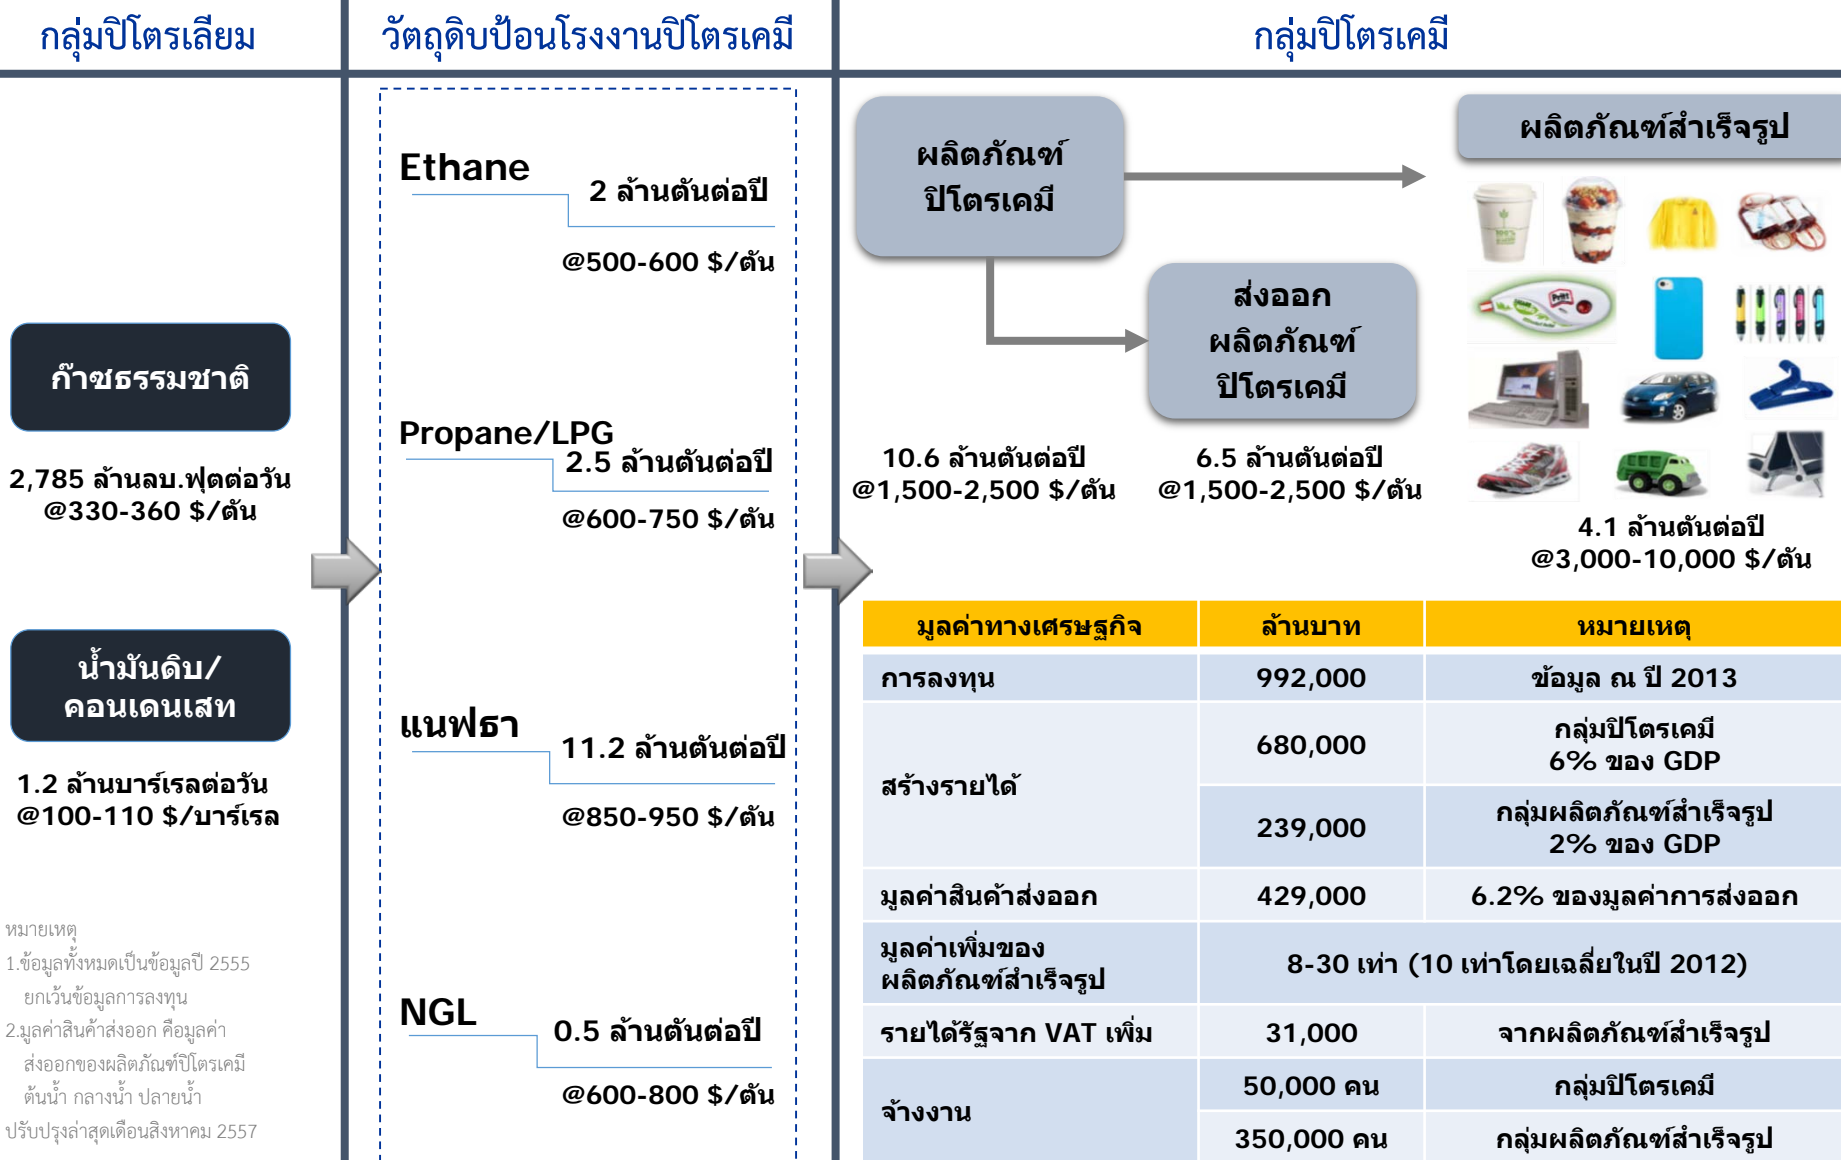 กลุ่มปิโตรเลียม
วัตถุดิบป้อนโรงงานปิโตรเคมี
กลุ่มปิโตรเคมี
ก๊าซธรรมชาติ
2,785 ล้านลบ.ฟุตต่อวัน
@330-360 $/ตัน
น้ำมันดิบ/
คอนเดนเสท
1.2 ล้านบาร์เรลต่อวัน
@100-110 $/บาร์เรล
หมายเหตุ
1.ข้อมูลทั้งหมดเป็นข้อมูลปี 2555
ยกเว้นข้อมูลการลงทุน
2.มูลค่าสินค้าส่งออก คือมูลค่า
ส่งออกของผลิตภัณฑ์ปิโตรเคมี
ต้นน้ำ กลางน้ำ ปลายน้ำ
ปรับปรุงล่าสุดเดือนสิงหาคม 2557
Ethane
2 ล้านตันต่อปี
@500-600 $/ตัน
Propane/LPG
2.5 ล้านตันต่อปี
@600-750 $/ตัน
แนฟธา
11.2 ล้านตันต่อปี
@850-950 $/ตัน
NGL
0.5 ล้านตันต่อปี
@600-800 $/ตัน
ผลิตภัณฑ์
ปิโตรเคมี
10.6 ล้านตันต่อปี
@1,500-2,500 $/ตัน
ส่งออก
ผลิตภัณฑ์
ปิโตรเคมี
6.5 ล้านตันต่อปี
@1,500-2,500 $/ตัน
ผลิตภัณฑ์สำเร็จรูป
100%
Pritt
4.1 ล้านตันต่อปี
@3,000-10,000 $/ตัน
มูลค่าทางเศรษฐกิจ ล้านบาท หมายเหตุ
การลงทุน 992,000 ข้อมูล ณ ปี 2013
สร้างรายได้
680,000
กลุ่มปิโตรเคมี
6% ของ GDP
239,000
กลุ่มผลิตภัณฑ์สำเร็จรูป
2% ของ GDP
มูลค่าสินค้าส่งออก 429,000 6.2% ของมูลค่าการส่งออก
มูลค่าเพิ่มของ
ผลิตภัณฑ์สำเร็จรูป
8-30 เท่า (10 เท่าโดยเฉลี่ยในปี 2012)
รายได้รัฐจาก VAT เพิ่ม 31,000 จากผลิตภัณฑ์สำเร็จรูป
จ้างงาน
50,000 คน กลุ่มปิโตรเคมี
350,000 คน กลุ่มผลิตภัณฑ์สำเร็จรูป